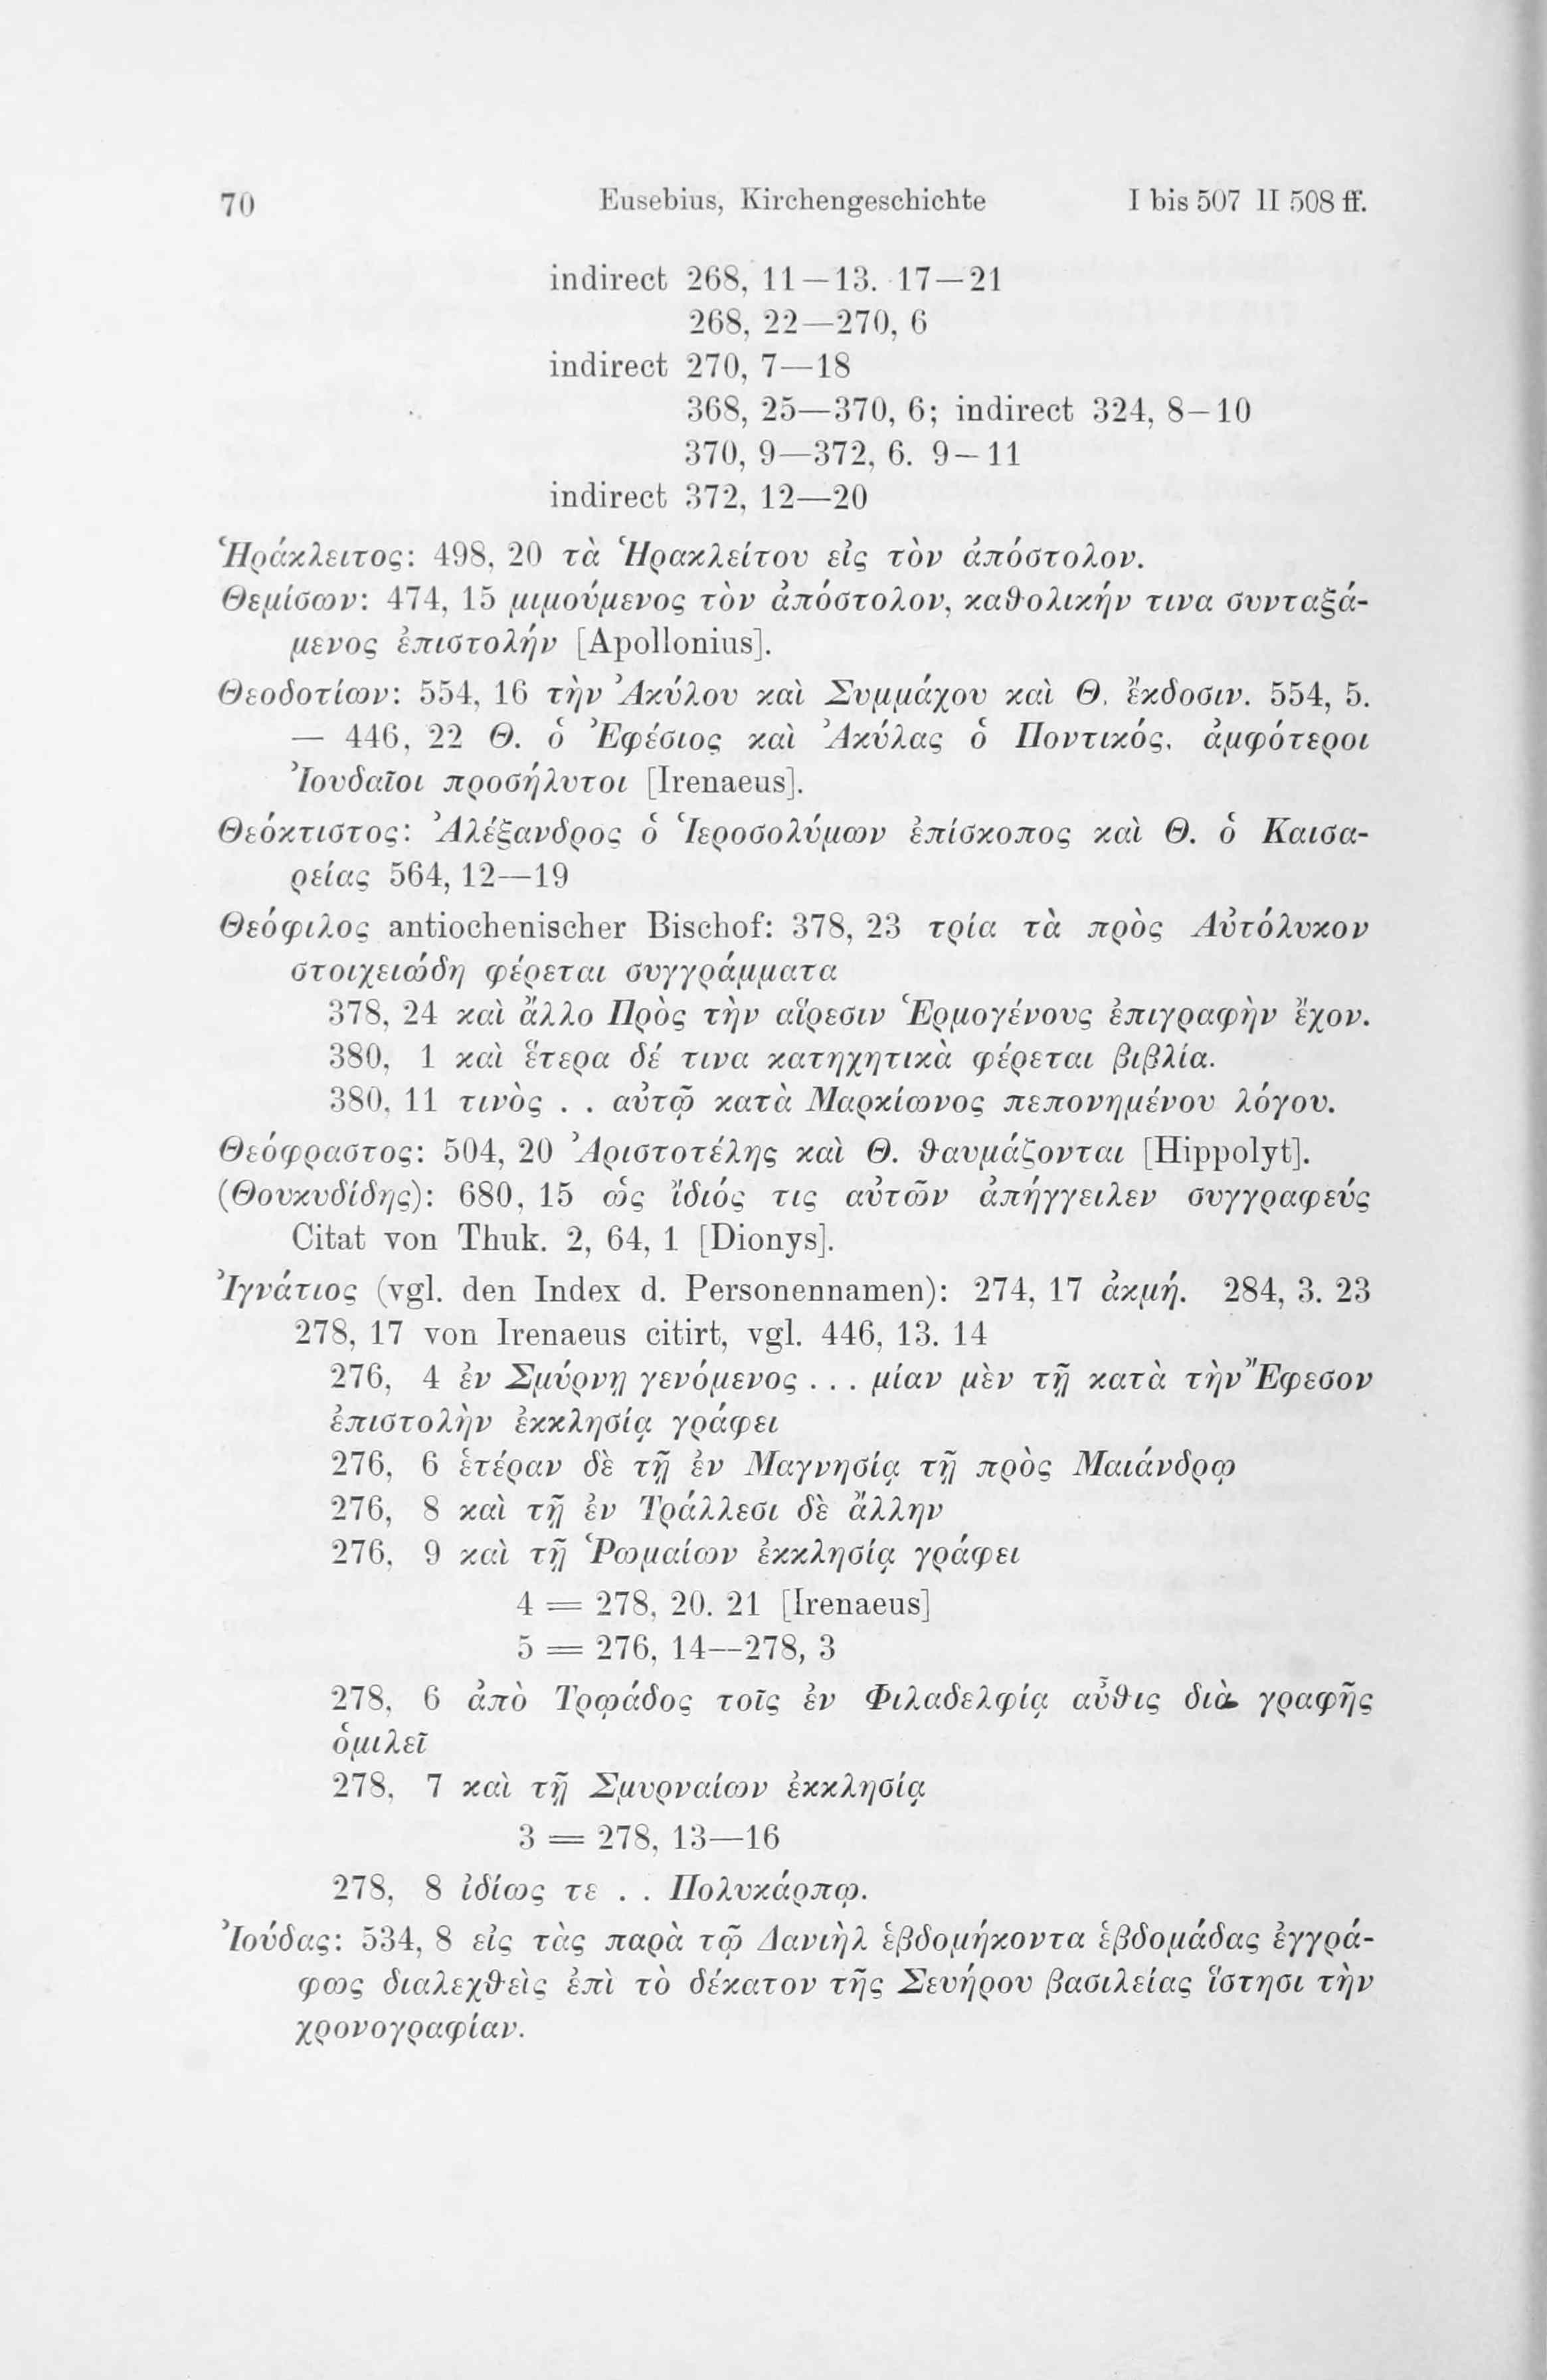 70 Eusebius, Kirchengeschichte I bis 507 II 508 ff.
indirect 268, 11—13. 17—21
268, 22—270, 6
indirect 270, 7—18
368, 25—370, 6; indirect 324, 8—10
370, 9—372, 6. 9—11
indirect 372, 12—20
Ἡράκλειτος: 498, 20 τὰ Ἡρακλείτου εἰς τὸν ἀπόστολον.
Θεμίσων: 474, 15 μιμούμενος τὸν ἀπόστολον, καθολικήν τινα συνταξά-
μενος ἐπιστολήν [Apollonius].
Θεοδοτίων: 554, 16 τὴν Ἀκύλου καὶ Συμμάχου καὶ Θ. ἔκδοσιν. 554, 5.
— 446, 22 Θ. ὁ Ἐφέσιος καὶ Ἀκύλας ὁ Ποντικός, ἀμφότεροι
Ἰουδαῖοι προσήλυτοι [Irenaeus].
Θεόκτιστος: Ἀλέξανδρος ὁ Ἱεροσολύμων ἐπίσκοπος καὶ Θ. ὁ Καισα-
ρείας 564, 12—19
Θεόφιλος antiochenischer Bischof: 378, 23 τρία τὰ πρὸς Αὐτόλυκον
στοιχειώδη φέρεται συγγράμματα
378, 24 καὶ ἄλλο Πρὸς τὴν αἵρεσιν Ἑρμογένους ἐπιγραφὴν ἔχον.
380, 1 καὶ ἕτερα δέ τινα κατηχητικὰ φέρεται βιβλία.
380, 11 τινὸς . . αὐτῷ κατὰ Μαρκίωνος πεπονημένου λόγου.
Θεόφραστος: 504, 20 Ἀριστοτέλης καὶ Θ. θαυμάζονται [Hippolyt].
(Θουκυδίδης): 680, 15 ὡς ἴδιός τις αὐτῶν ἀπήγγειλεν συγγραφεύς
Citat von Thuk. 2, 64, 1 [Dionys].
Ἰγνάτιος (vgl. den Index d. Personennamen): 274, 17 ἀκμή. 284, 3. 23
278, 17 von Irenaeus citirt, vgl. 446, 13. 14
276, 4 ἐν Σμύρνῃ γενόμενος . . . μίαν μὲν τῇ κατὰ τὴν Ἔφεσον
ἐπιστολὴν ἐκκλησίᾳ γράφει
276, 6 ἑτέραν δὲ τῇ ἐν Μαγνησίᾳ τῇ πρὸς Μαιάνδρῳ
276, 8 καὶ τῇ ἐν Τράλλεσι δὲ ἄλλην
276, 9 καὶ τῇ Ῥωμαίων ἐκκλησίᾳ γράφει
4 = 278, 20. 21 [Irenaeus]
5 = 276, 14—278, 3
278, 6 ἀπὸ Τρῳάδος τοῖς ἐν Φιλαδελφίᾳ αὖθις διὰ γραφῆς
ὁμιλεῖ
278, 7 καὶ τῇ Σμυρναίων ἐκκλησίᾳ
3 = 278, 13—16
278, 8 ἰδίως τε . . Πολυκάρπῳ.
Ἰούδας: 534, 8 εἰς τὰς παρὰ τῷ Δανιὴλ ἑβδομήκοντα ἑβδομάδας ἐγγρά-
φως διαλεχθεὶς ἐπὶ τὸ δέκατον τῆς Σευήρου βασιλείας ἵστησι τὴν
χρονογραφίαν.